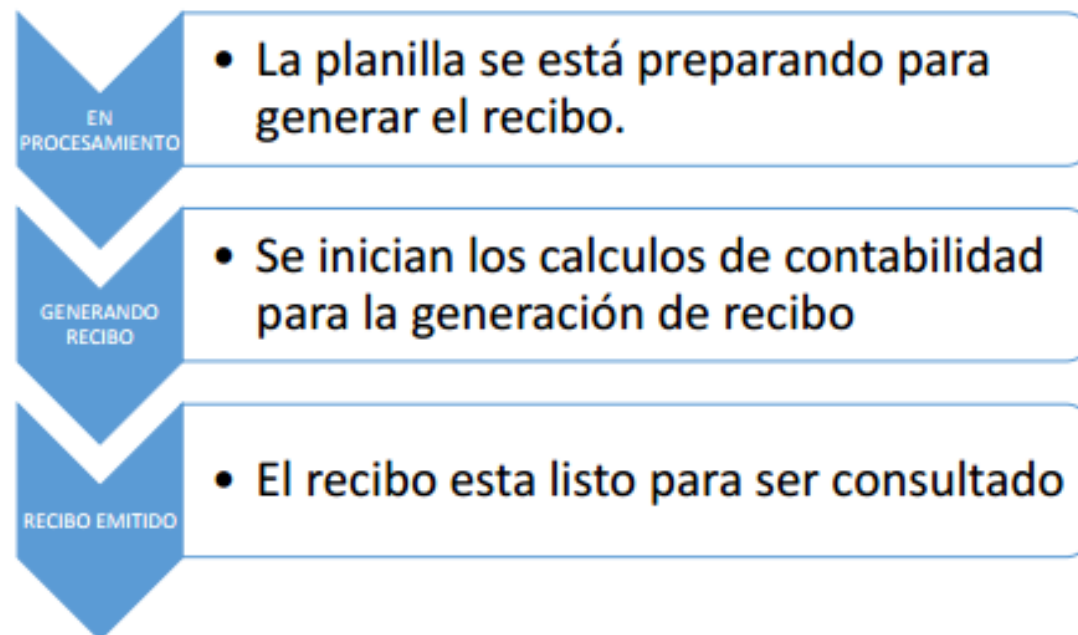 EN
PROCESAMIENTO
• La planilla se está preparando para
generar el recibo.
GENERANDO
RECIBO
• Se inician los calculos de contabilidad
para la generación de recibo
RECIBO EMITIDO
• El recibo esta listo para ser consultado